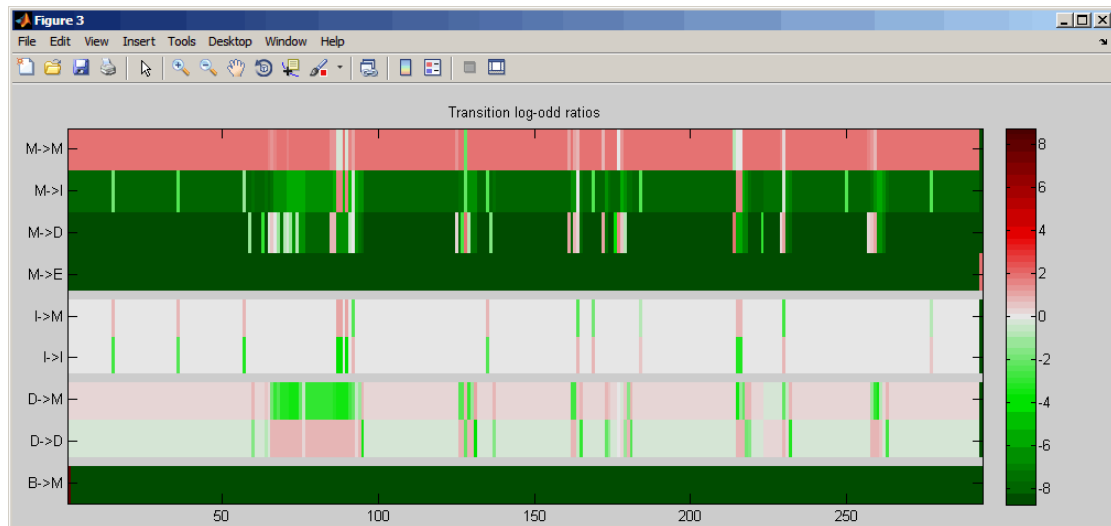 Figure 3
File Edit View Insert Tools Desktop Window Help
Transition log-odd ratios
M->M
M->I
M->D
M->E
I->M
I->I
D->M
D->D
B->M
50 100 150 200 250
8
6
4
2
0
-2
-4
-6
-8